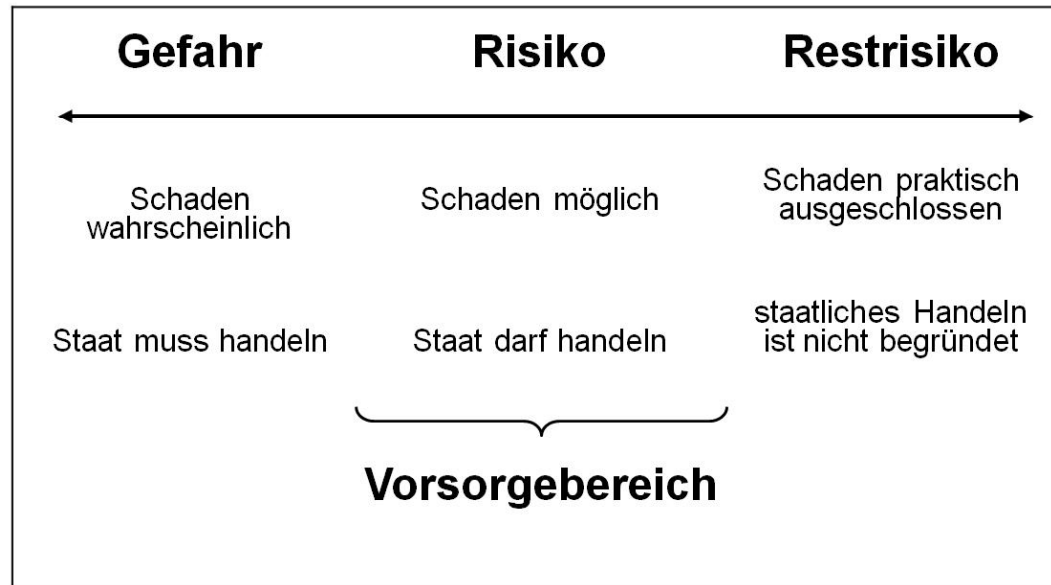 Gefahr
Risiko
Restrisiko
Schaden
wahrscheinlich
Schaden möglich
Schaden praktisch
ausgeschlossen
Staat muss handeln
Staat darf handeln
staatliches Handeln
ist nicht begründet
Vorsorgebereich